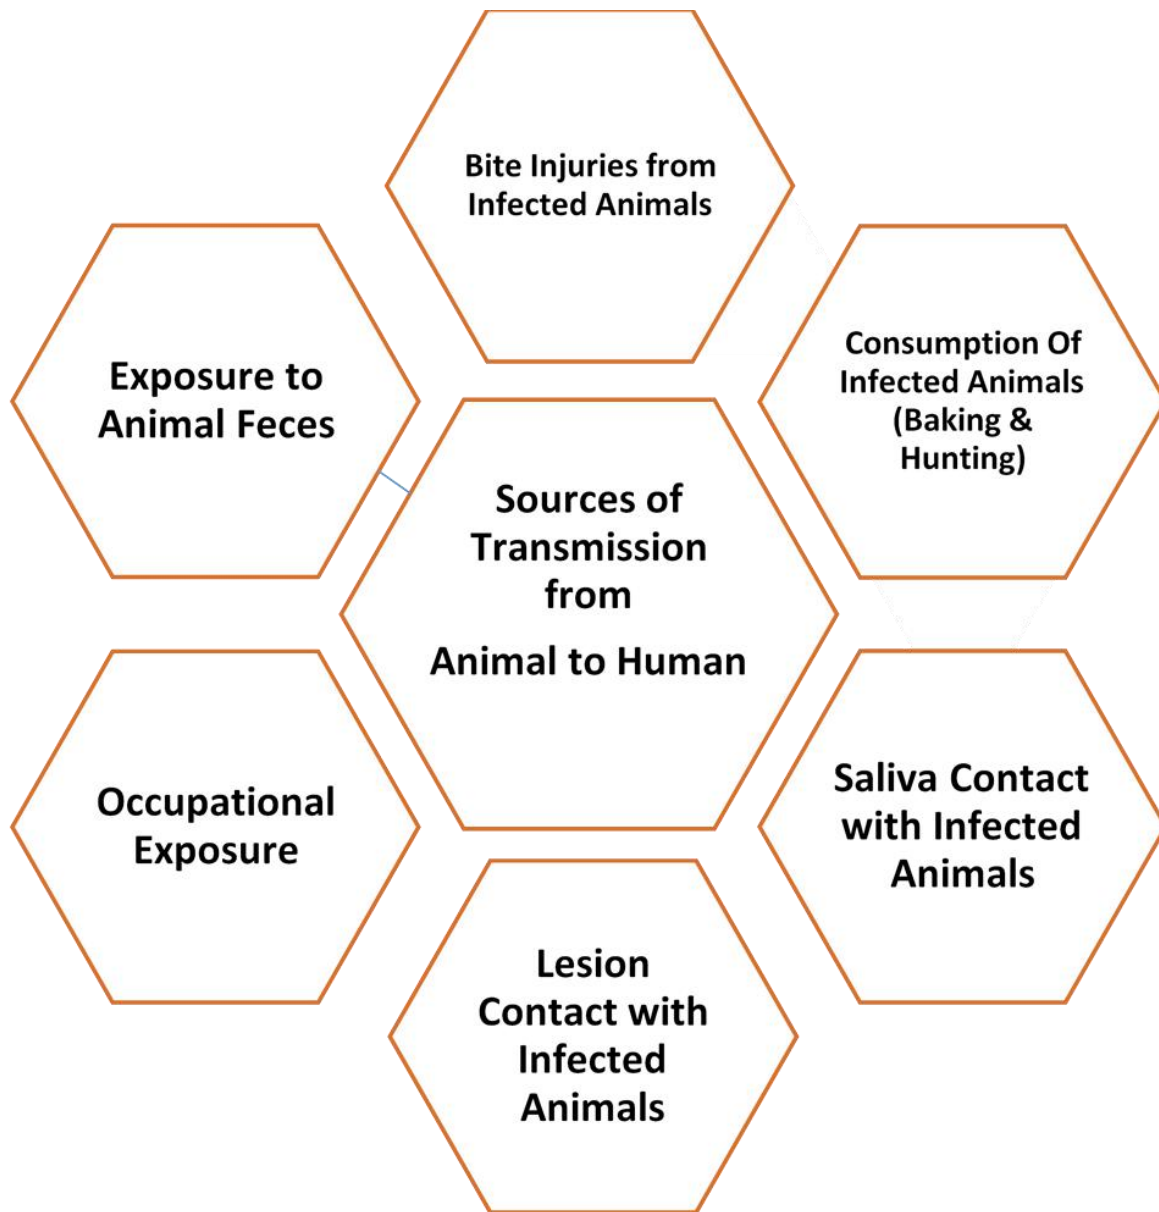 Bite Injuries from
Infected Animals
Exposure to
Animal Feces
Consumption Of
Infected Animals
(Baking &
Hunting)
Sources of
Transmission
from
Animal to Human
Occupational
Exposure
Saliva Contact
with Infected
Animals
Lesion
Contact with
Infected
Animals